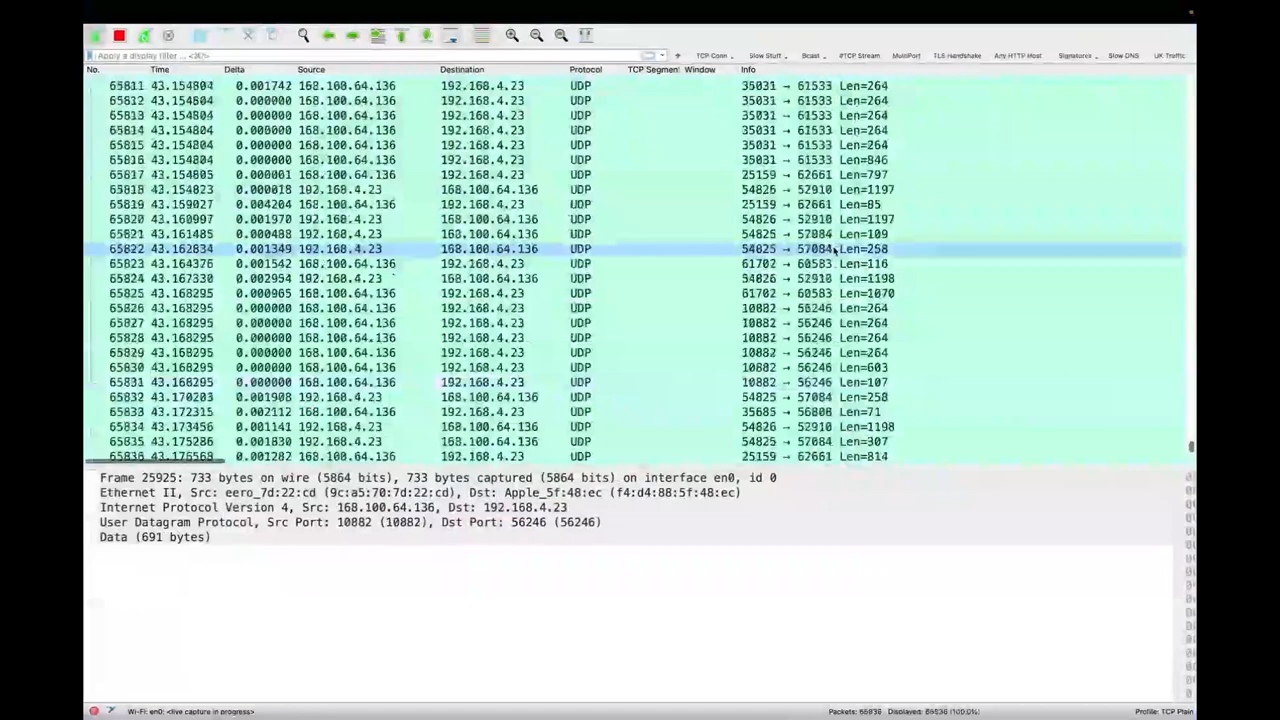 Apply a display filter ... <⌘/>
+ TCP Conn Slow Stuff Bcast #TCP Stream MultiPort TLS Handshake Any HTTP Host Signatures Slow DNS UK Traffic
No. Time Delta Source Destination Protocol TCP Segment Window Info
65811 43.154804 0.001742 168.100.64.136 192.168.4.23 UDP 35031 → 61533 Len=264
65812 43.154804 0.000000 168.100.64.136 192.168.4.23 UDP 35031 → 61533 Len=264
65813 43.154804 0.000000 168.100.64.136 192.168.4.23 UDP 35031 → 61533 Len=264
65814 43.154804 0.000000 168.100.64.136 192.168.4.23 UDP 35031 → 61533 Len=264
65815 43.154804 0.000000 168.100.64.136 192.168.4.23 UDP 35031 → 61533 Len=264
65816 43.154804 0.000000 168.100.64.136 192.168.4.23 UDP 35031 → 61533 Len=846
65817 43.154805 0.000001 168.100.64.136 192.168.4.23 UDP 25159 → 62661 Len=797
65818 43.154823 0.000018 192.168.4.23 168.100.64.136 UDP 54826 → 52910 Len=1197
65819 43.159027 0.004204 168.100.64.136 192.168.4.23 UDP 25159 → 62661 Len=85
65820 43.160997 0.001970 192.168.4.23 168.100.64.136 UDP 54826 → 52910 Len=1197
65821 43.161485 0.000488 192.168.4.23 168.100.64.136 UDP 54825 → 57084 Len=109
65822 43.162834 0.001349 192.168.4.23 168.100.64.136 UDP 54825 → 57084 Len=258
65823 43.164376 0.001542 168.100.64.136 192.168.4.23 UDP 61702 → 60583 Len=116
65824 43.167330 0.002954 192.168.4.23 168.100.64.136 UDP 54826 → 52910 Len=1198
65825 43.168295 0.000965 168.100.64.136 192.168.4.23 UDP 61702 → 60583 Len=1070
65826 43.168295 0.000000 168.100.64.136 192.168.4.23 UDP 10882 → 56246 Len=264
65827 43.168295 0.000000 168.100.64.136 192.168.4.23 UDP 10882 → 56246 Len=264
65828 43.168295 0.000000 168.100.64.136 192.168.4.23 UDP 10882 → 56246 Len=264
65829 43.168295 0.000000 168.100.64.136 192.168.4.23 UDP 10882 → 56246 Len=264
65830 43.168295 0.000000 168.100.64.136 192.168.4.23 UDP 10882 → 56246 Len=603
65831 43.168295 0.000000 168.100.64.136 192.168.4.23 UDP 10882 → 56246 Len=107
65832 43.170203 0.001908 192.168.4.23 168.100.64.136 UDP 54825 → 57084 Len=258
65833 43.172315 0.002112 168.100.64.136 192.168.4.23 UDP 35685 → 56808 Len=71
65834 43.173456 0.001141 192.168.4.23 168.100.64.136 UDP 54826 → 52910 Len=1198
65835 43.175286 0.001830 192.168.4.23 168.100.64.136 UDP 54825 → 57084 Len=307
65836 43.176568 0.001282 168.100.64.136 192.168.4.23 UDP 25159 → 62661 Len=814
Frame 25925: 733 bytes on wire (5864 bits), 733 bytes captured (5864 bits) on interface en0, id 0
Ethernet II, Src: eero_7d:22:cd (9c:a5:70:7d:22:cd), Dst: Apple_5f:48:ec (f4:d4:88:5f:48:ec)
Internet Protocol Version 4, Src: 168.100.64.136, Dst: 192.168.4.23
User Datagram Protocol, Src Port: 10882 (10882), Dst Port: 56246 (56246)
Data (691 bytes)
Wi-Fi: en0: <live capture in progress> Displayed: (100.0%) Profile: TCP Plain